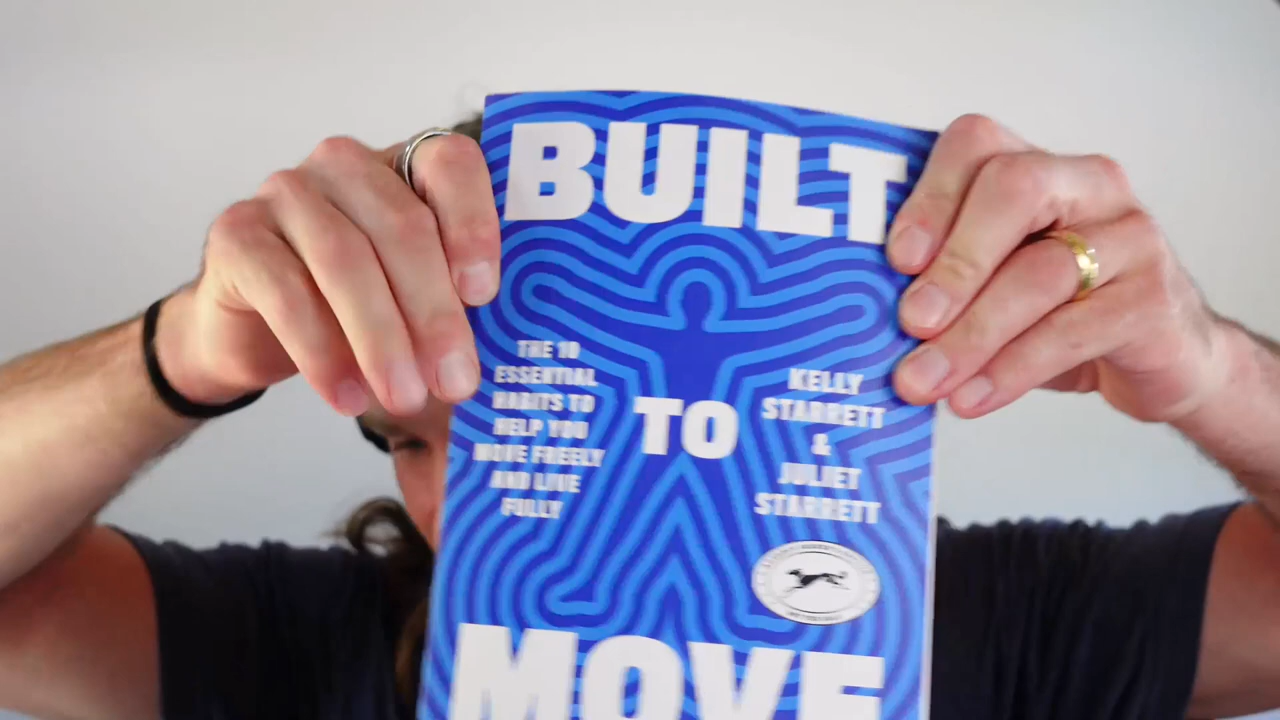 BUILT
THE 10
ESSENTIAL
HABITS TO
HELP YOU
MOVE FREELY
AND LIVE
FULLY
TO
KELLY
STARRETT
&
JULIET
STARRETT
MOVE